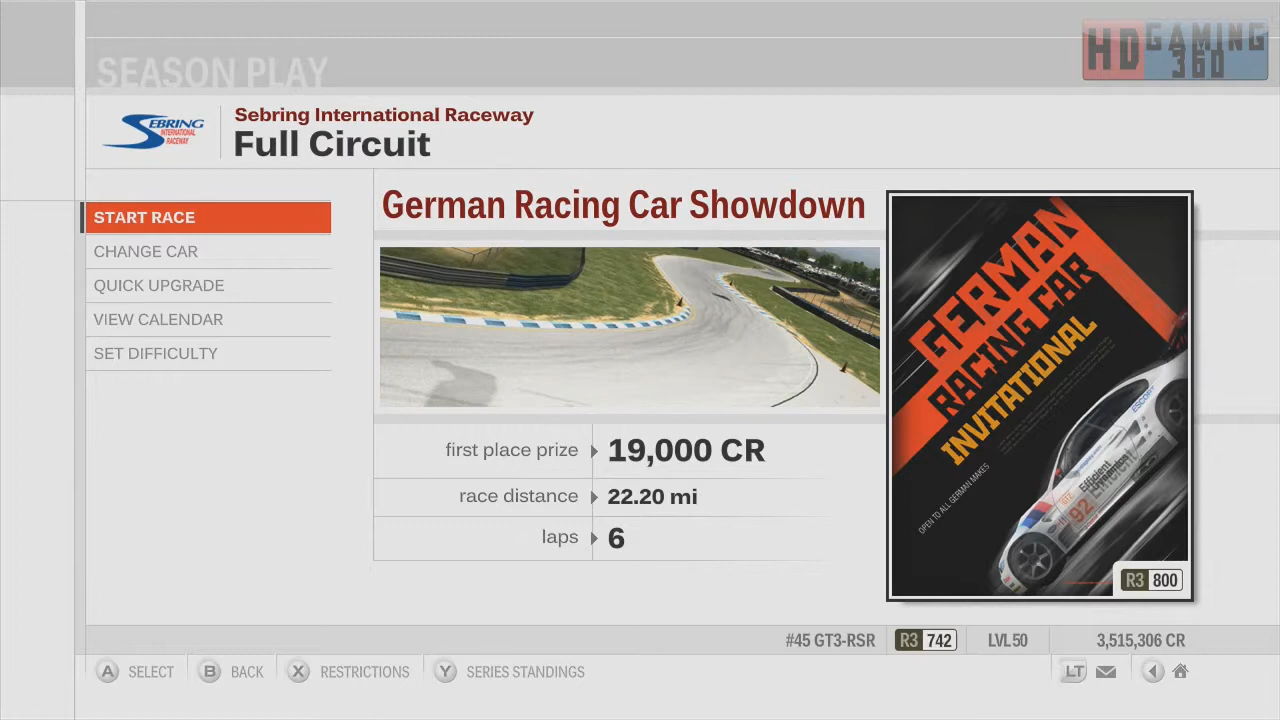 SEASON PLAY
HD GAMING 360
SEBRING INTERNATIONAL RACEWAY
Sebring International Raceway
Full Circuit
START RACE
CHANGE CAR
QUICK UPGRADE
VIEW CALENDAR
SET DIFFICULTY
German Racing Car Showdown
first place prize 19,000 CR
race distance 22.20 mi
laps 6
GERMAN
RACING CAR
INVITATIONAL
OPEN TO ALL GERMAN MAKES
Efficient
Dynamics
92
R3 800
#45 GT3-RSR R3 742 LVL50 3,515,306 CR
A SELECT B BACK X RESTRICTIONS Y SERIES STANDINGS LT